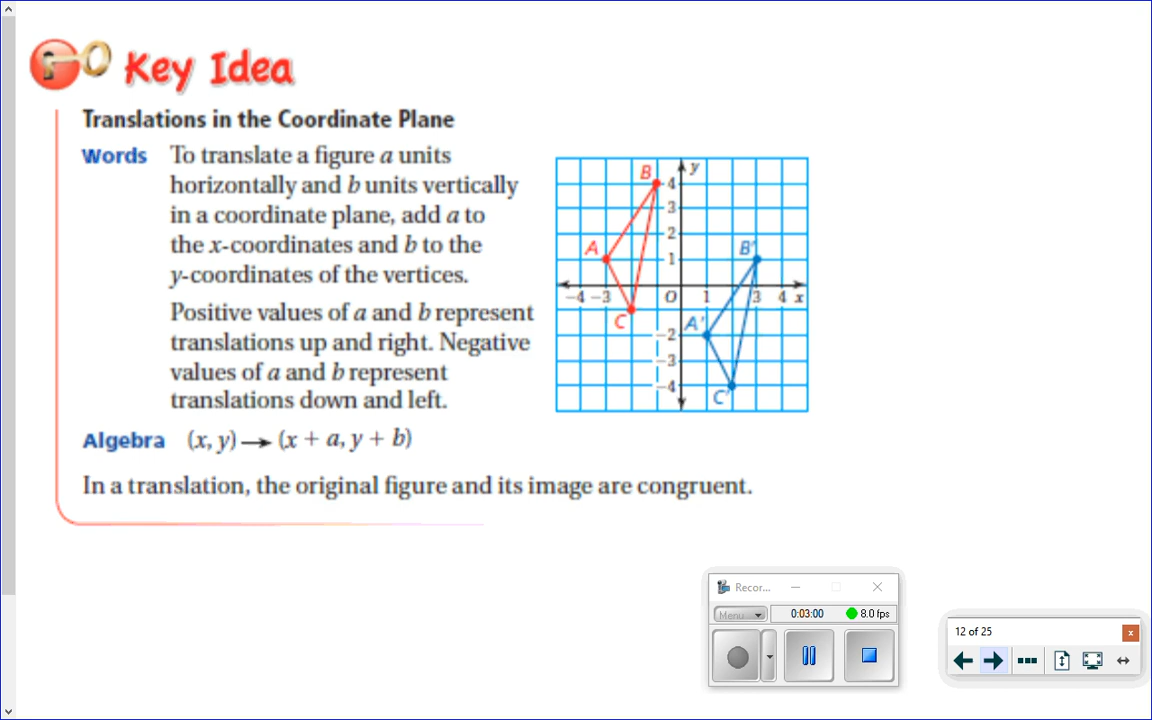 Key Idea
Translations in the Coordinate Plane
Words To translate a figure a units
horizontally and b units vertically
in a coordinate plane, add a to
the x-coordinates and b to the
y-coordinates of the vertices.
Positive values of a and b represent
translations up and right. Negative
values of a and b represent
translations down and left.
Algebra (x, y) → (x + a, y + b)
In a translation, the original figure and its image are congruent.
B 4 y
3
A 2 B'
1
−4 −3 O 1 3 4 x
C A'
−2
−3
−4
C'
Recor...
Menu 0:03:00 8.0 fps
12 of 25 x